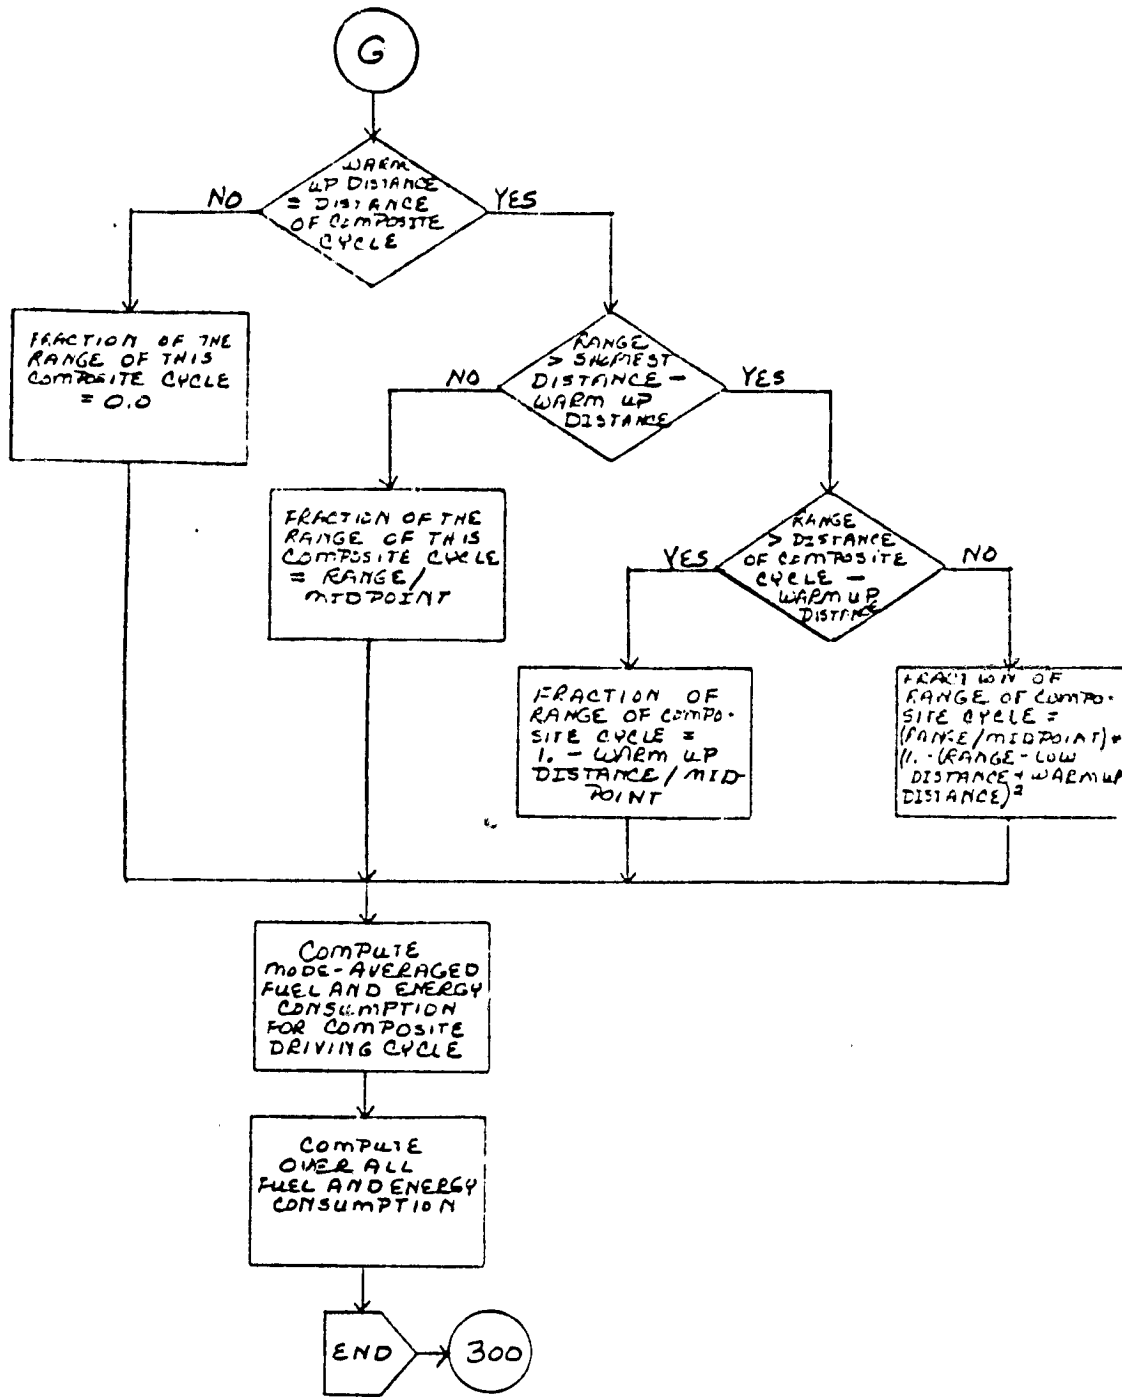 G
WARM
UP DISTANCE
= DISTANCE
OF COMPOSITE
CYCLE
NO
YES
FRACTION OF THE
RANGE OF THIS
COMPOSITE CYCLE
= 0.0
RANGE
> SHORTEST
DISTANCE -
WARM UP
DISTANCE
NO
YES
FRACTION OF THE
RANGE OF THIS
COMPOSITE CYCLE
= RANGE/
MIDPOINT
RANGE
> DISTANCE
OF COMPOSITE
CYCLE -
WARM UP
DISTANCE
YES
NO
FRACTION OF
RANGE OF COMPO-
SITE CYCLE =
1. - WARM UP
DISTANCE/MID-
POINT
FRACTION OF
RANGE OF COMPO-
SITE CYCLE =
(RANGE/MIDPOINT)*
(1. - (RANGE - LOW
DISTANCE + WARM UP
DISTANCE)²
COMPUTE
MODE-AVERAGED
FUEL AND ENERGY
CONSUMPTION
FOR COMPOSITE
DRIVING CYCLE
COMPUTE
OVER ALL
FUEL AND ENERGY
CONSUMPTION
END
300